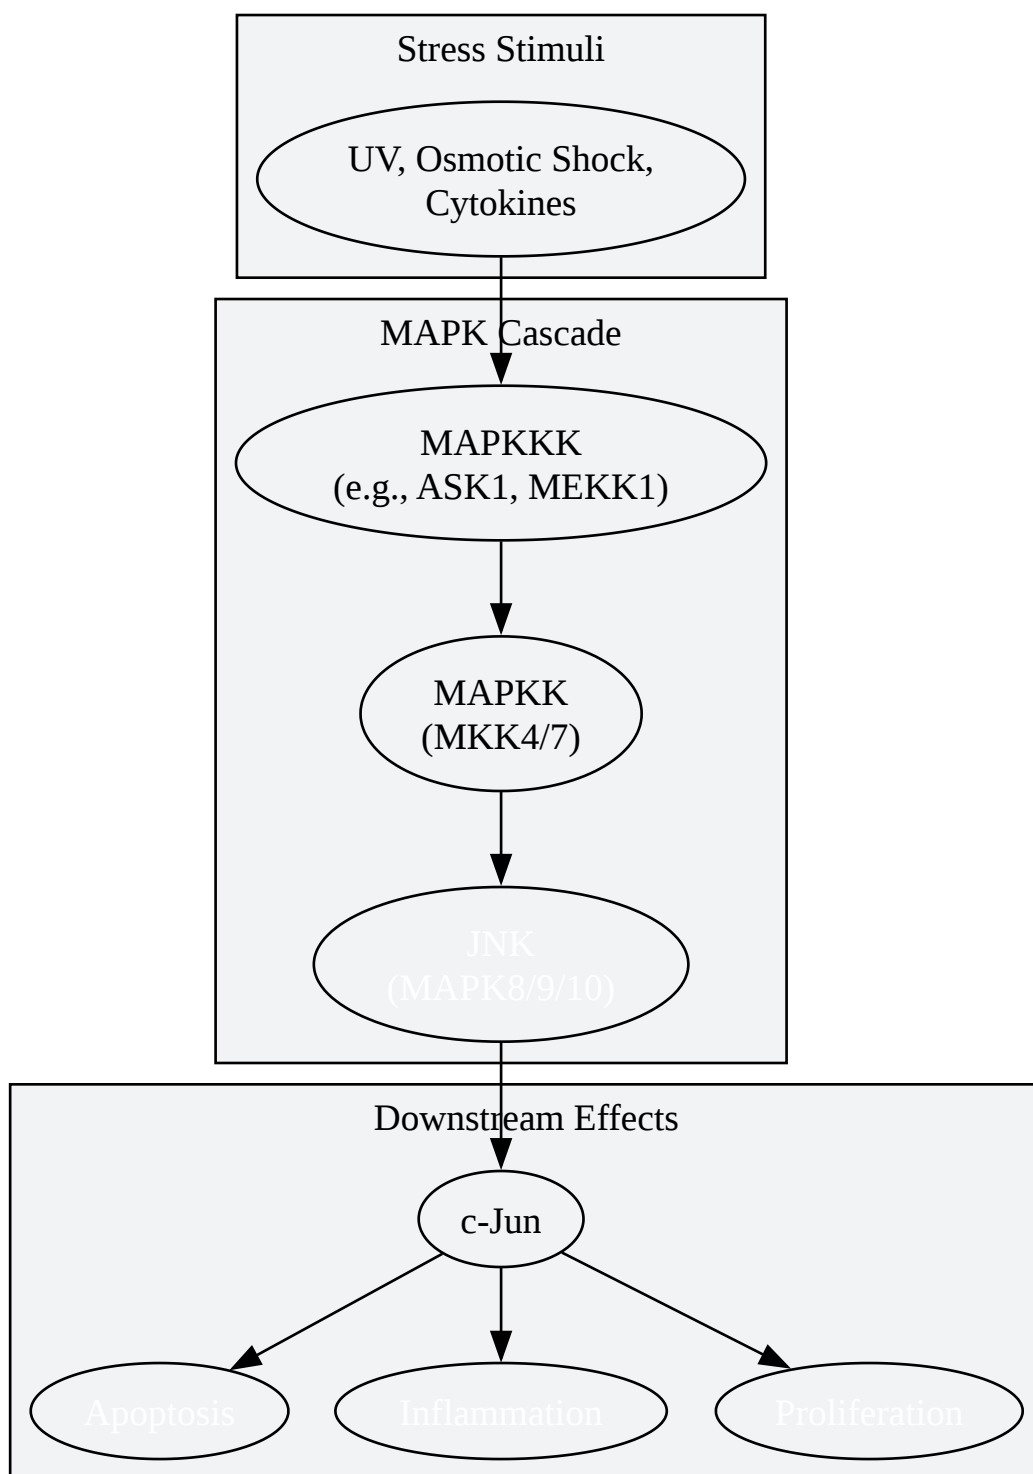 Stress Stimuli
UV, Osmotic Shock,
Cytokines
MAPK Cascade
MAPKKK
(e.g., ASK1, MEKK1)
MAPKK
(MKK4/7)
JNK
(MAPK8/9/10)
Downstream Effects
c-Jun
Apoptosis
Inflammation
Proliferation